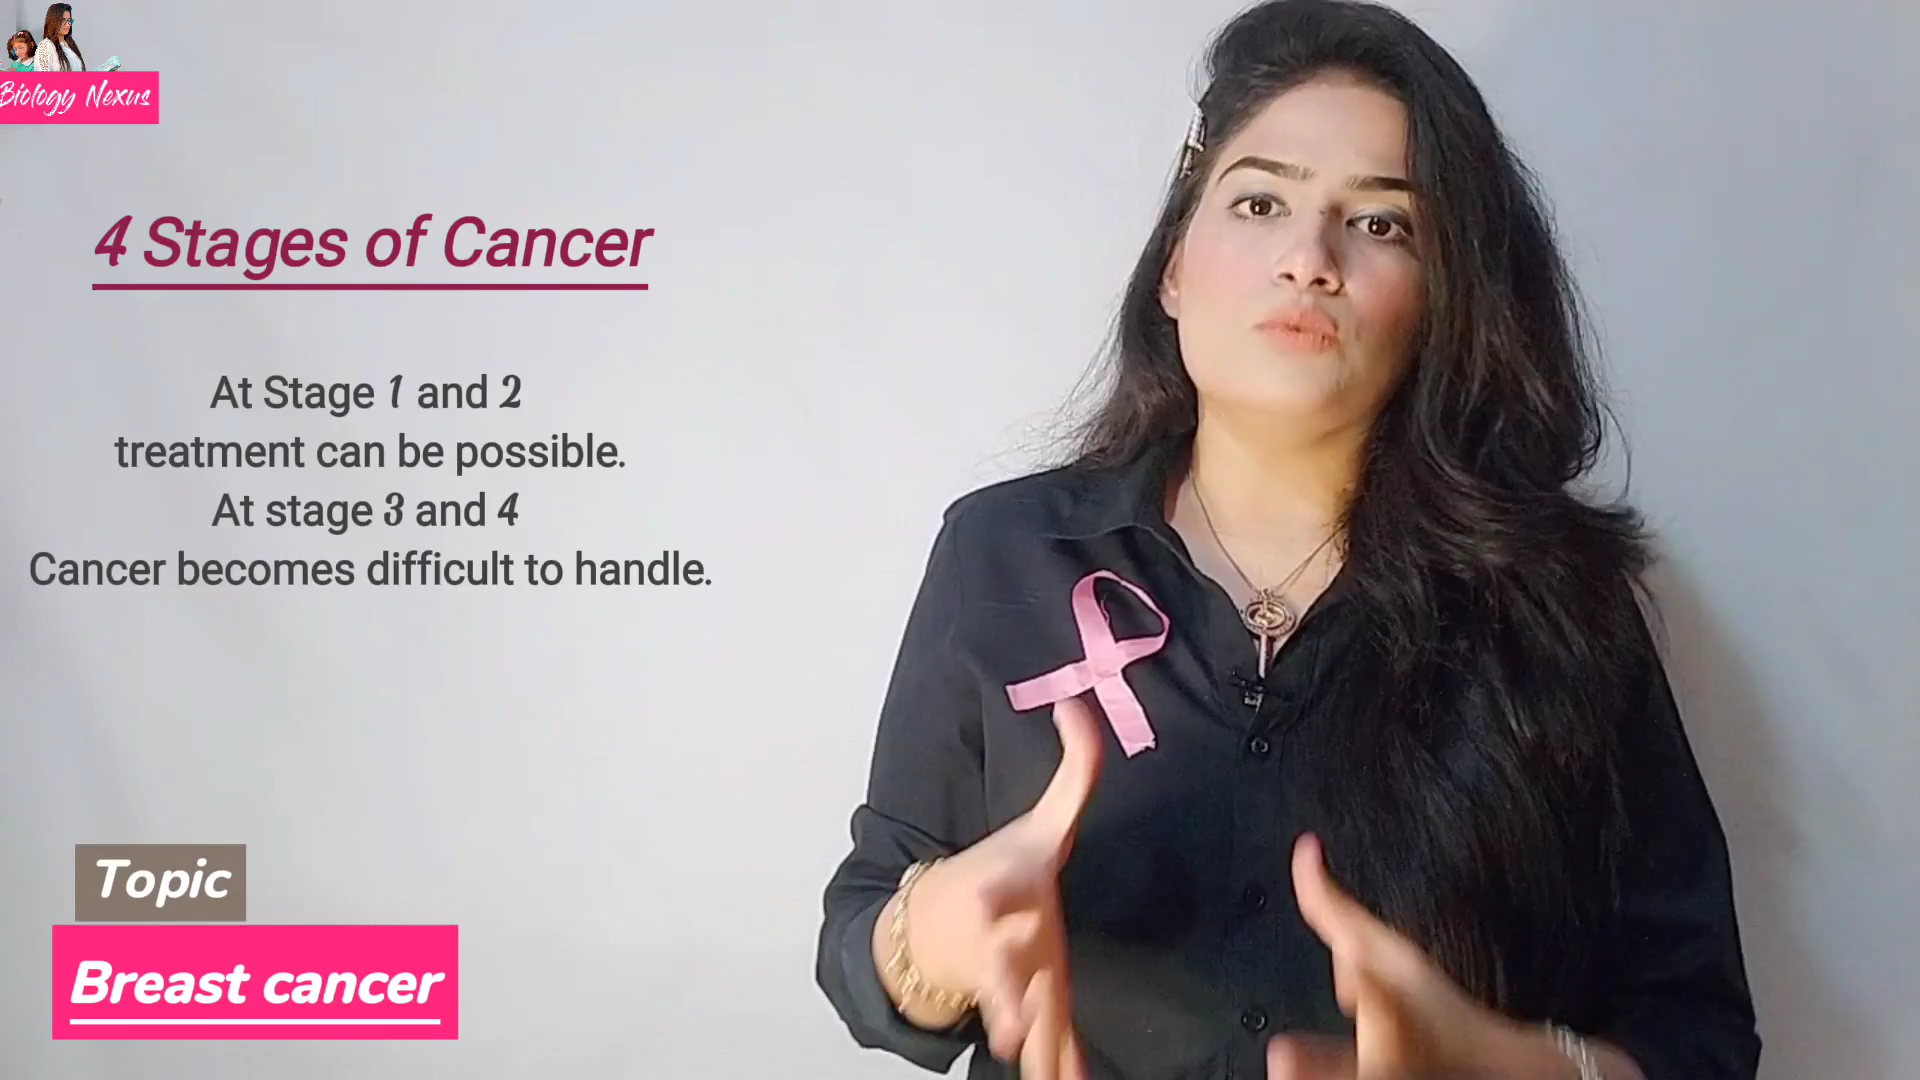 Biology Nexus
4 Stages of Cancer
At Stage 1 and 2
treatment can be possible.
At stage 3 and 4
Cancer becomes difficult to handle.
Topic
Breast cancer